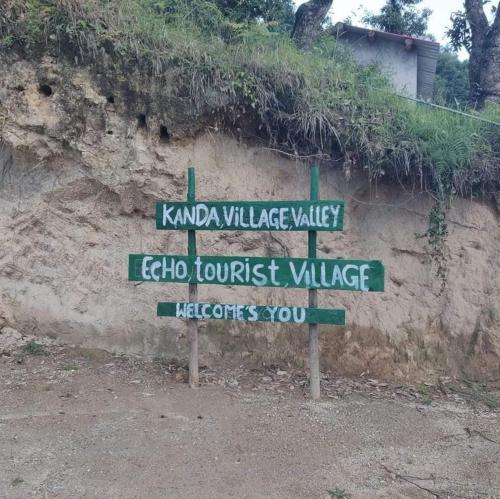 KANDA, VILLAGE, VALLEY
ECHO, tOURIST, VILLAGE
WELCOME'S YOU